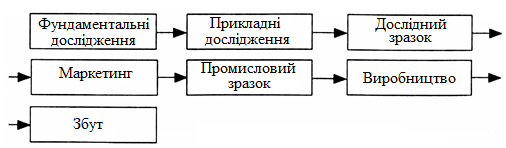 Фундаментальні
дослідження
Прикладні
дослідження
Дослідний
зразок
Маркетинг
Промисловий
зразок
Виробництво
Збут